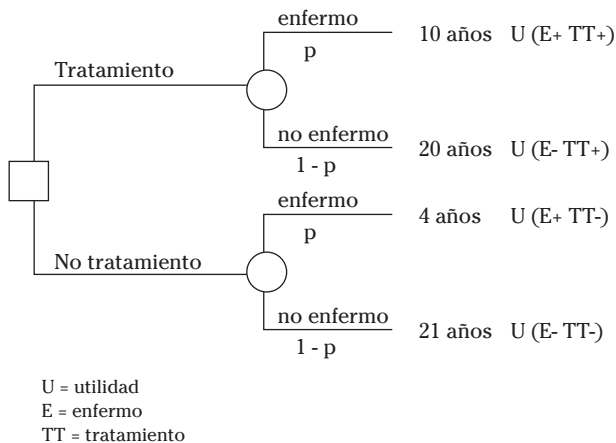 enfermo
p
10 años U (E+ TT+)
Tratamiento
no enfermo
1 - p
20 años U (E- TT+)
enfermo
p
4 años U (E+ TT-)
No tratamiento
no enfermo
1 - p
21 años U (E- TT-)
U = utilidad
E = enfermo
TT = tratamiento